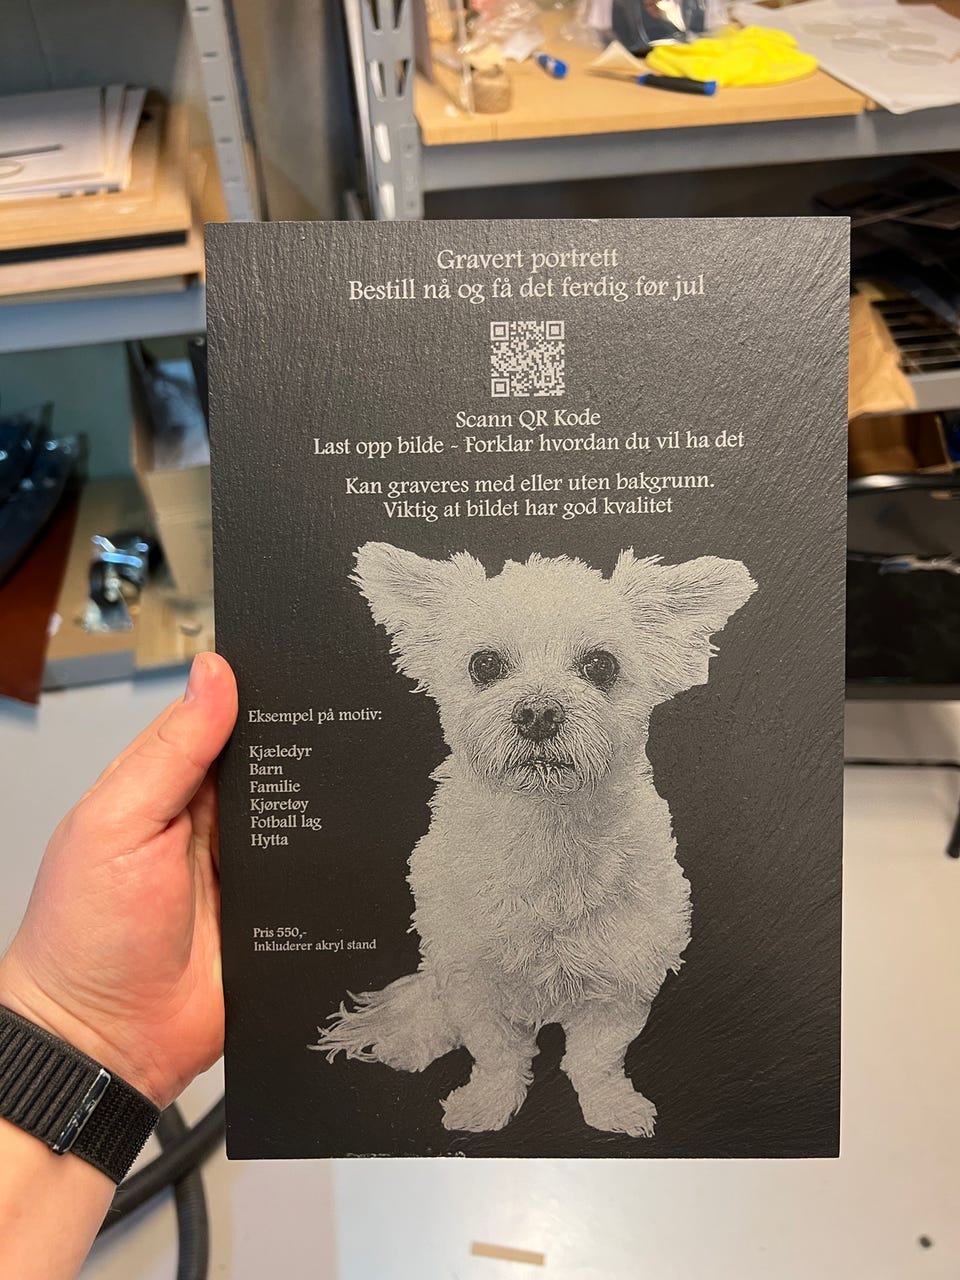 Gravert portrett
Bestill nå og få det ferdig før jul
Scann QR Kode
Last opp bilde - Forklar hvordan du vil ha det
Kan graveres med eller uten bakgrunn.
Viktig at bildet har god kvalitet
Eksempel på motiv:
Kjæledyr
Barn
Familie
Kjøretøy
Fotball lag
Hytta
Pris 550,-
Inkluderer akryl stand